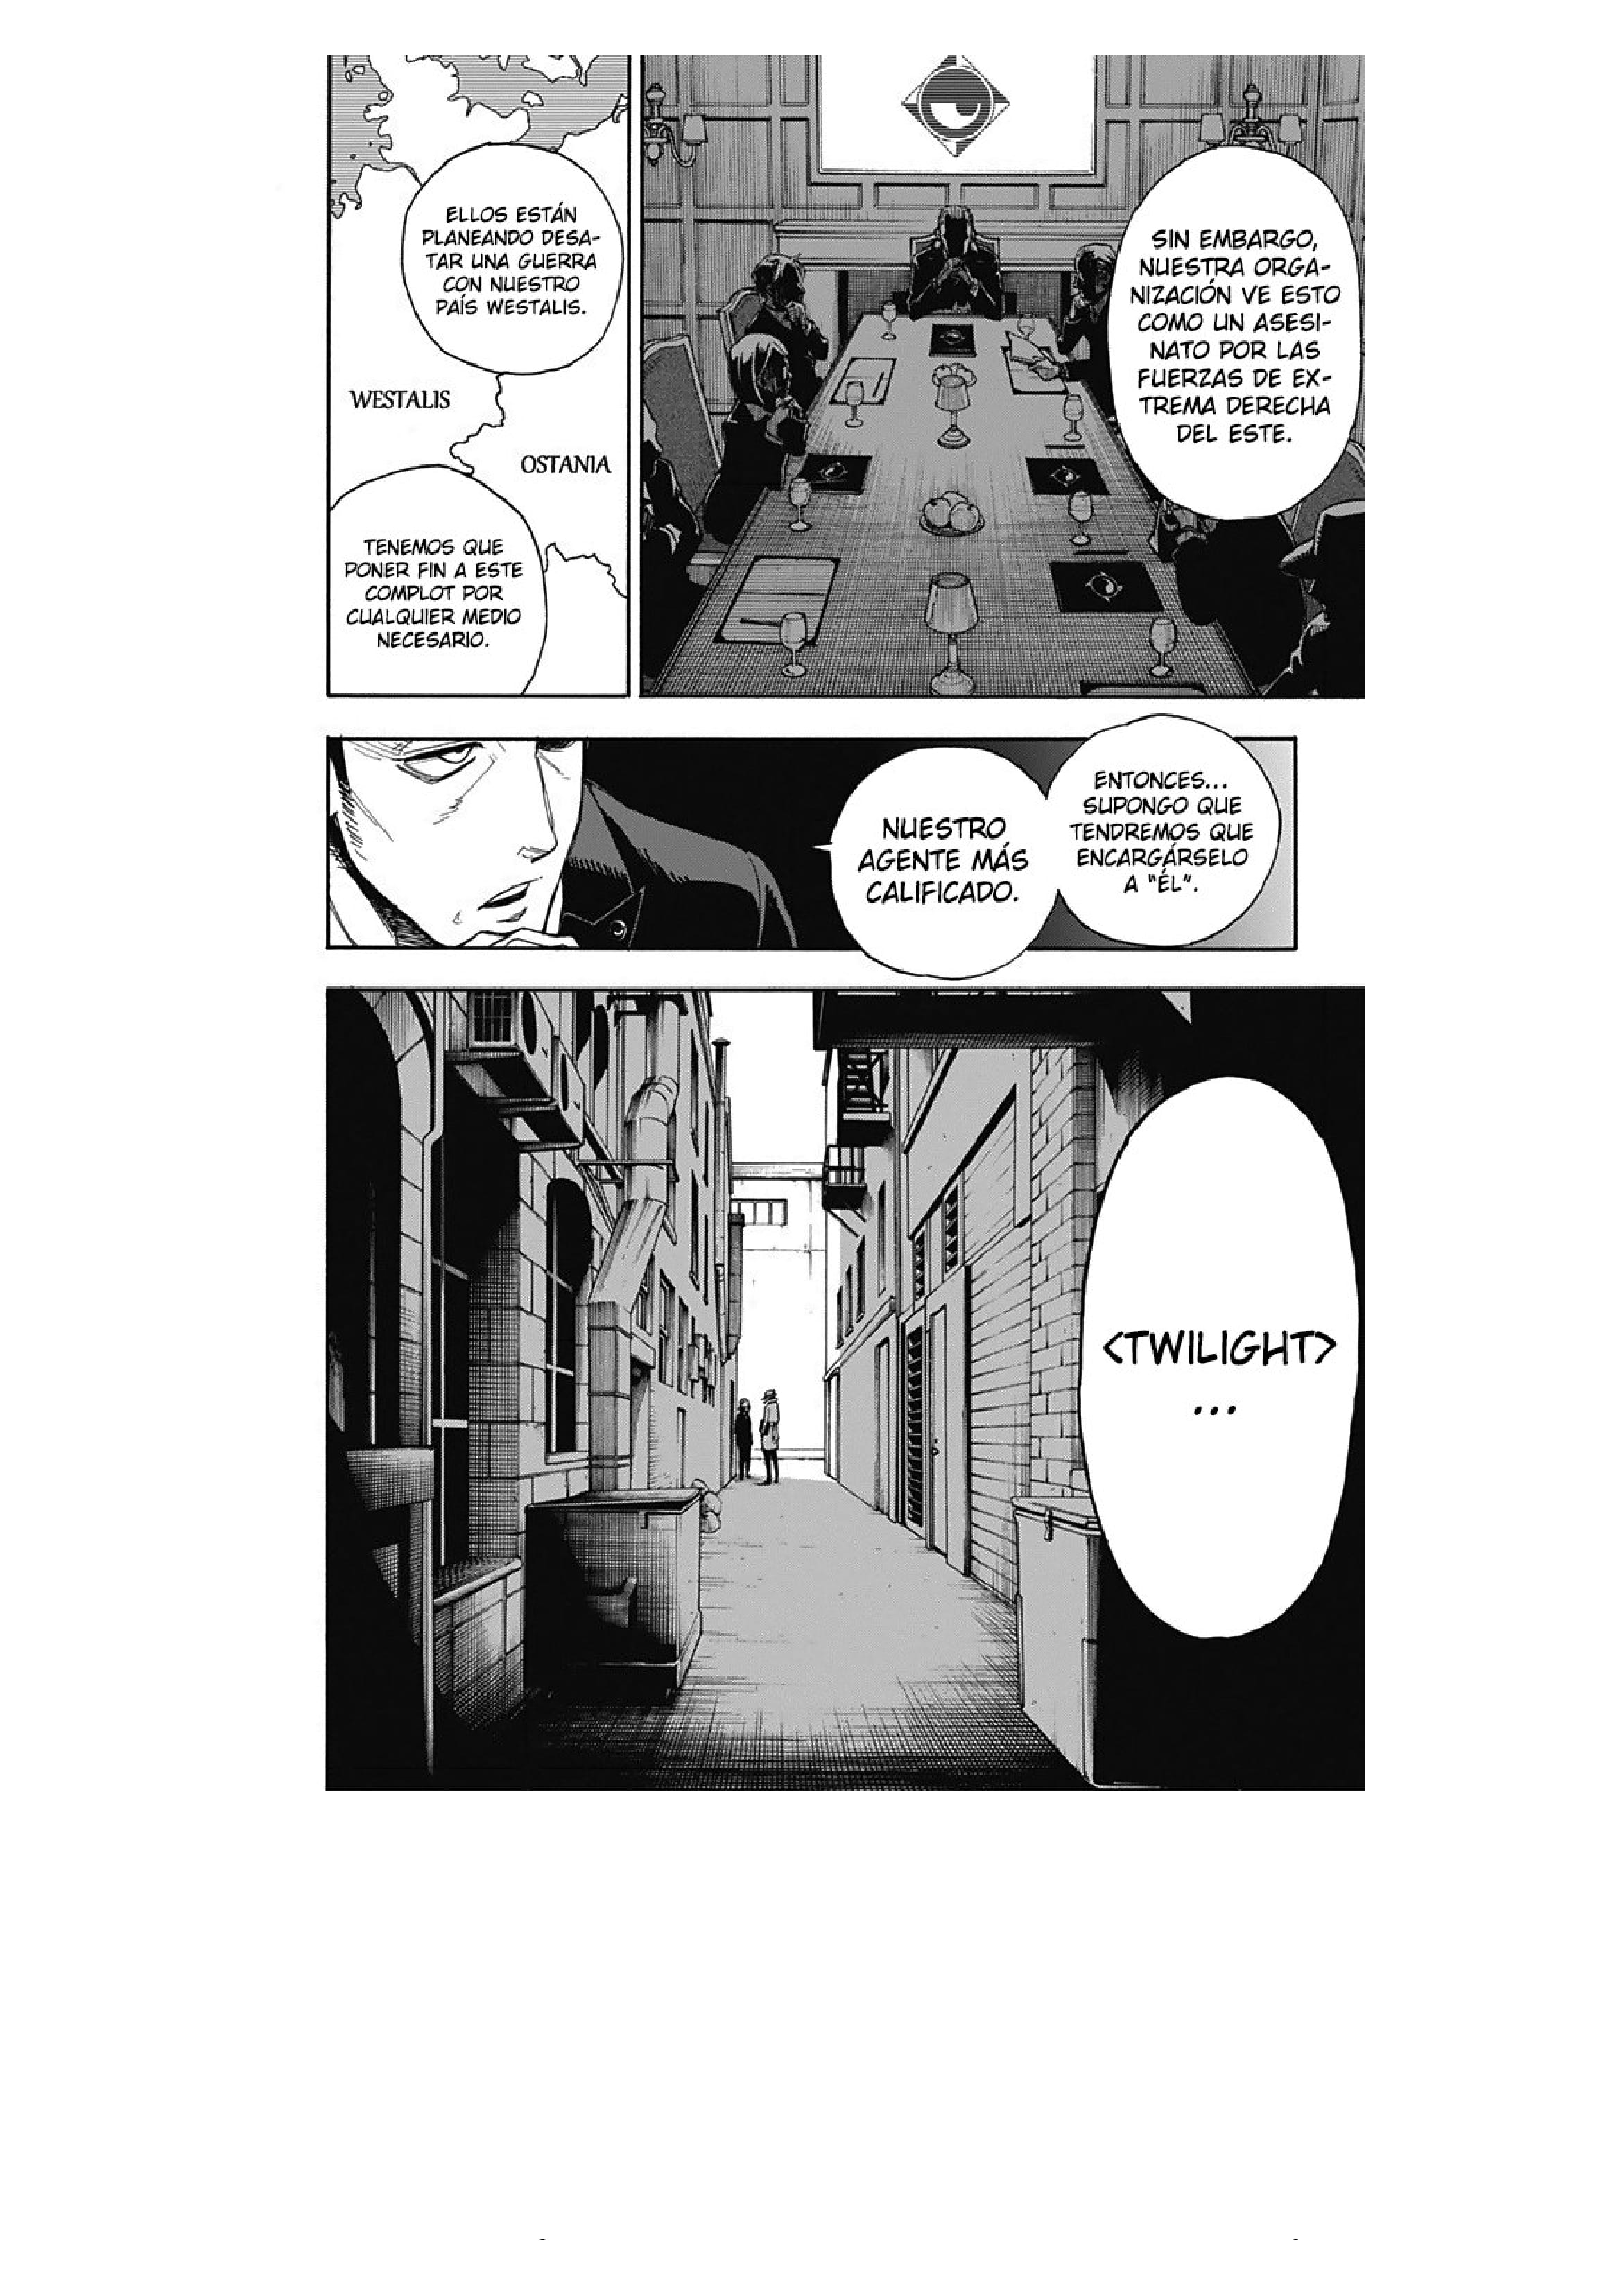 SIN EMBARGO,
NUESTRA ORGA-
NIZACIÓN VE ESTO
COMO UN ASESI-
NATO POR LAS
FUERZAS DE EX-
TREMA DERECHA
DEL ESTE.
ELLOS ESTÁN
PLANEANDO DESA-
TAR UNA GUERRA
CON NUESTRO
PAÍS WESTALIS.
WESTALIS
OSTANIA
TENEMOS QUE
PONER FIN A ESTE
COMPLOT POR
CUALQUIER MEDIO
NECESARIO.
ENTONCES...
SUPONGO QUE
TENDREMOS QUE
ENCARGÁRSELO
A "ÉL".
NUESTRO
AGENTE MÁS
CALIFICADO.
<TWILIGHT>
...